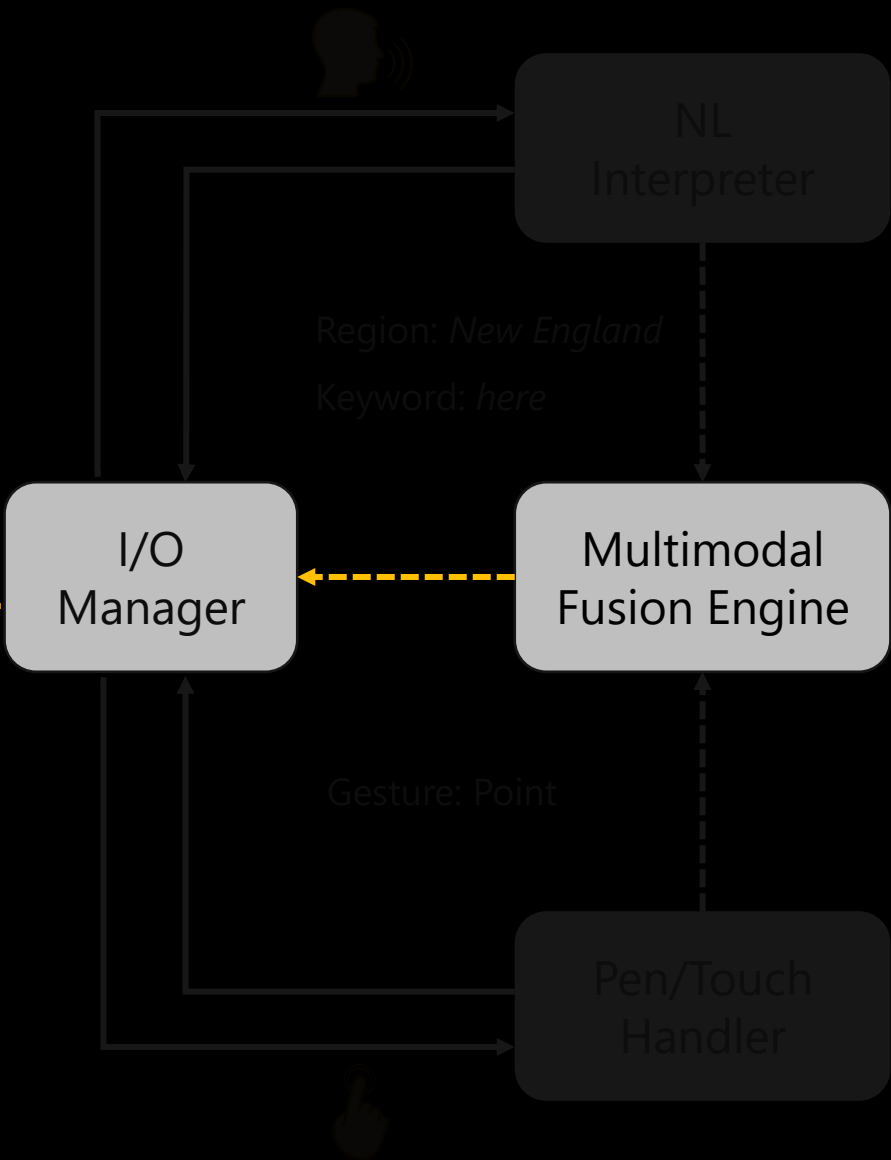 NL
Interpreter
Region: New England
Keyword: here
I/O
Manager
Multimodal
Fusion Engine
Gesture: Point
Pen/Touch
Handler